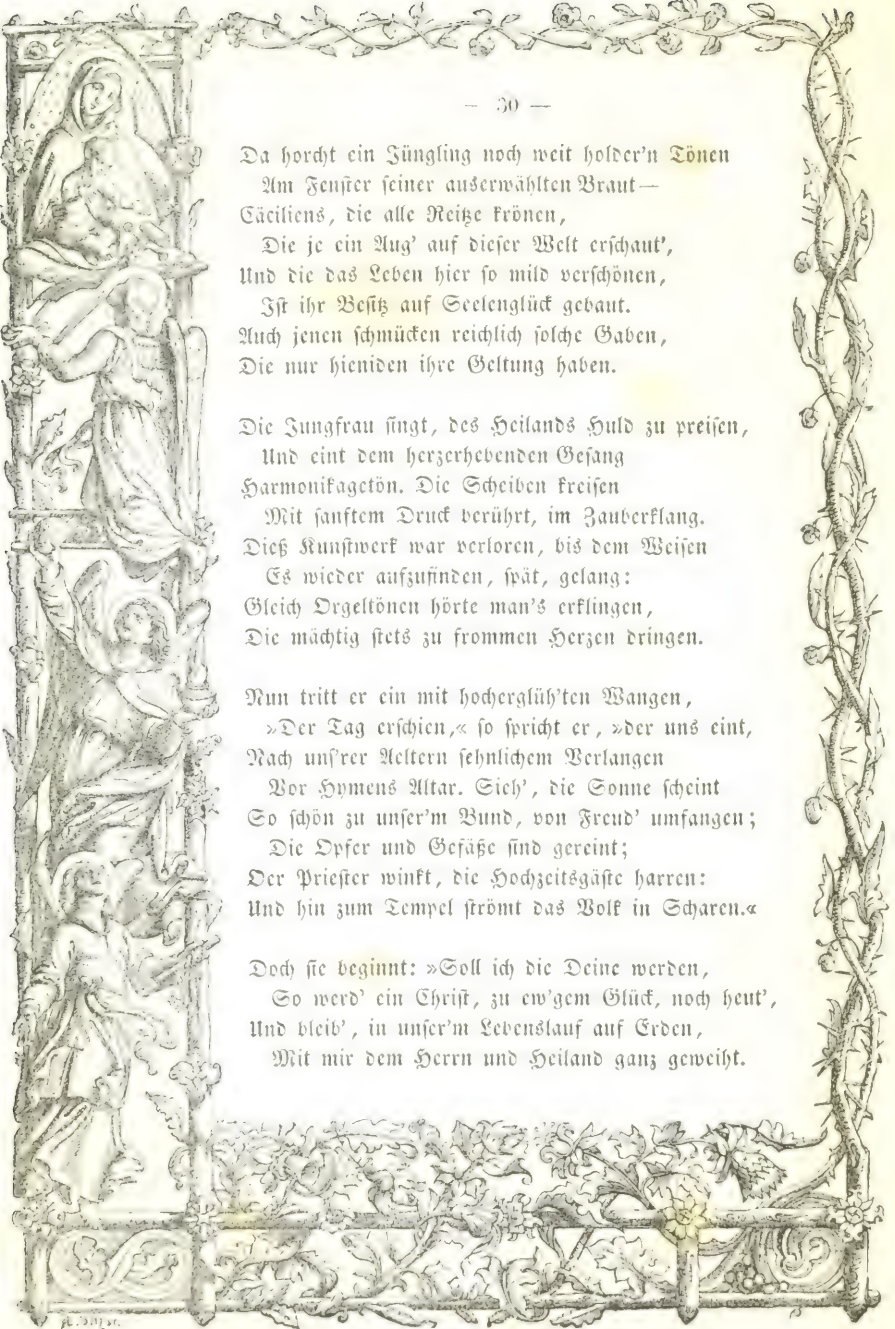 — 30 —
Da horcht ein Jüngling noch weit holder'n Tönen
Am Fenster seiner auserwählten Braut—
Cäciliens, die alle Reitze krönen,
Die je ein Aug' auf dieser Welt erschaut',
Und die das Leben hier so mild verschönen,
Ist ihr Besitz auf Seelenglück gebaut.
Auch jenen schmücken reichlich solche Gaben,
Die nur hieniden ihre Geltung haben.

Die Jungfrau singt, des Heilands Huld zu preisen,
Und eint dem herzerhebenden Gesang
Harmonikagetön. Die Scheiben kreisen
Mit sanftem Druck berührt, im Zauberklang.
Dieß Kunstwerk war verloren, bis dem Weisen
Es wieder aufzufinden, spät, gelang:
Gleich Orgeltönen hörte man's erklingen,
Die mächtig stets zu frommen Herzen dringen.

Nun tritt er ein mit hocherglüh'ten Wangen,
»Der Tag erschien,« so spricht er, »der uns eint,
Nach uns'rer Aeltern sehnlichem Verlangen
Vor Hymens Altar. Sieh', die Sonne scheint
So schön zu unser'm Bund, von Freud' umfangen;
Die Opfer und Gefäße sind gereint;
Der Priester winkt, die Hochzeitsgäste harren:
Und hin zum Tempel strömt das Volk in Scharen.«

Doch sie beginnt: »Soll ich die Deine werden,
So werd' ein Christ, zu ew'gem Glück, noch heut',
Und bleib', in unser'm Lebenslauf auf Erden,
Mit mir dem Herrn und Heiland ganz geweiht.